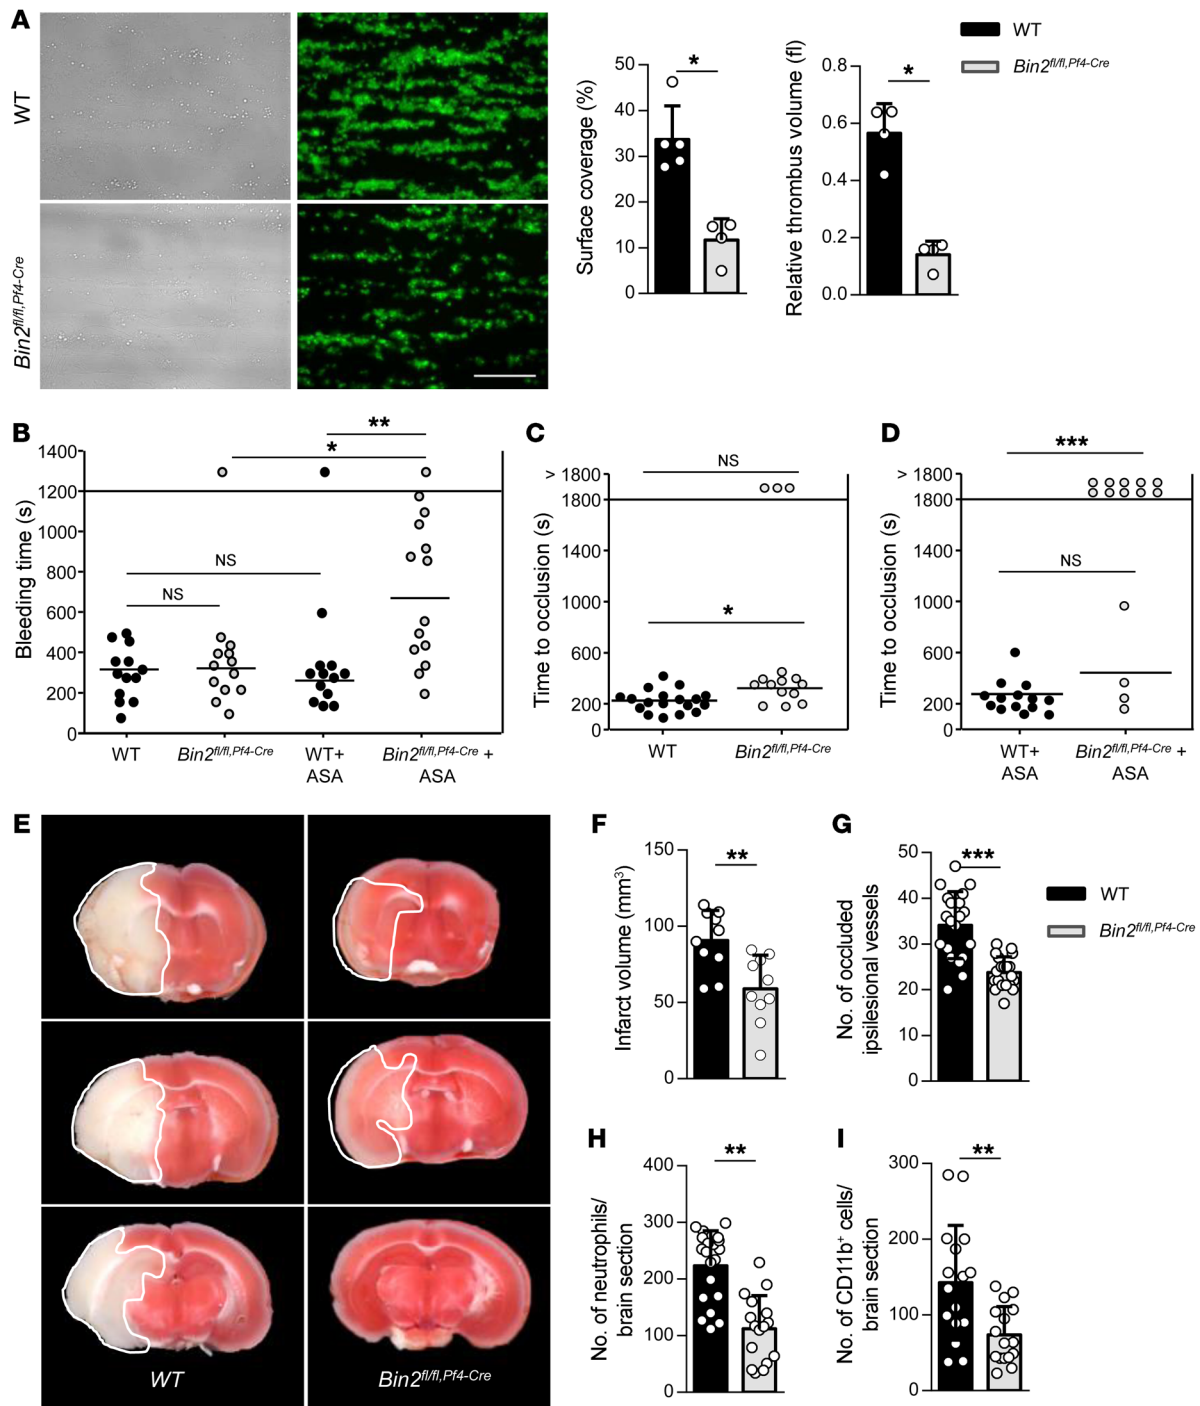 A
WT
Bin2fl/fl,Pf4-Cre
Surface coverage (%)
50
40
30
20
10
0
*
Relative thrombus volume (fl)
0.8
0.6
0.4
0.2
0.0
*
WT
Bin2fl/fl,Pf4-Cre
B
Bleeding time (s)
1400
1200
1000
800
600
400
200
0
**
*
NS
NS
WT
Bin2fl/fl,Pf4-Cre
WT+
ASA
Bin2fl/fl,Pf4-Cre +
ASA
C
Time to occlusion (s)
> 1800
1800
1400
1000
600
200
0
NS
*
WT
Bin2fl/fl,Pf4-Cre
D
Time to occlusion (s)
> 1800
1800
1400
1000
600
200
0
***
NS
WT+
ASA
Bin2fl/fl,Pf4-Cre +
ASA
E
WT
Bin2fl/fl,Pf4-Cre
F
Infarct volume (mm³)
150
100
50
0
**
G
No. of occluded
ipsilesional vessels
50
40
30
20
10
0
***
WT
Bin2fl/fl,Pf4-Cre
H
No. of neutrophils/
brain section
400
300
200
100
0
**
I
No. of CD11b+ cells/
brain section
300
200
100
0
**